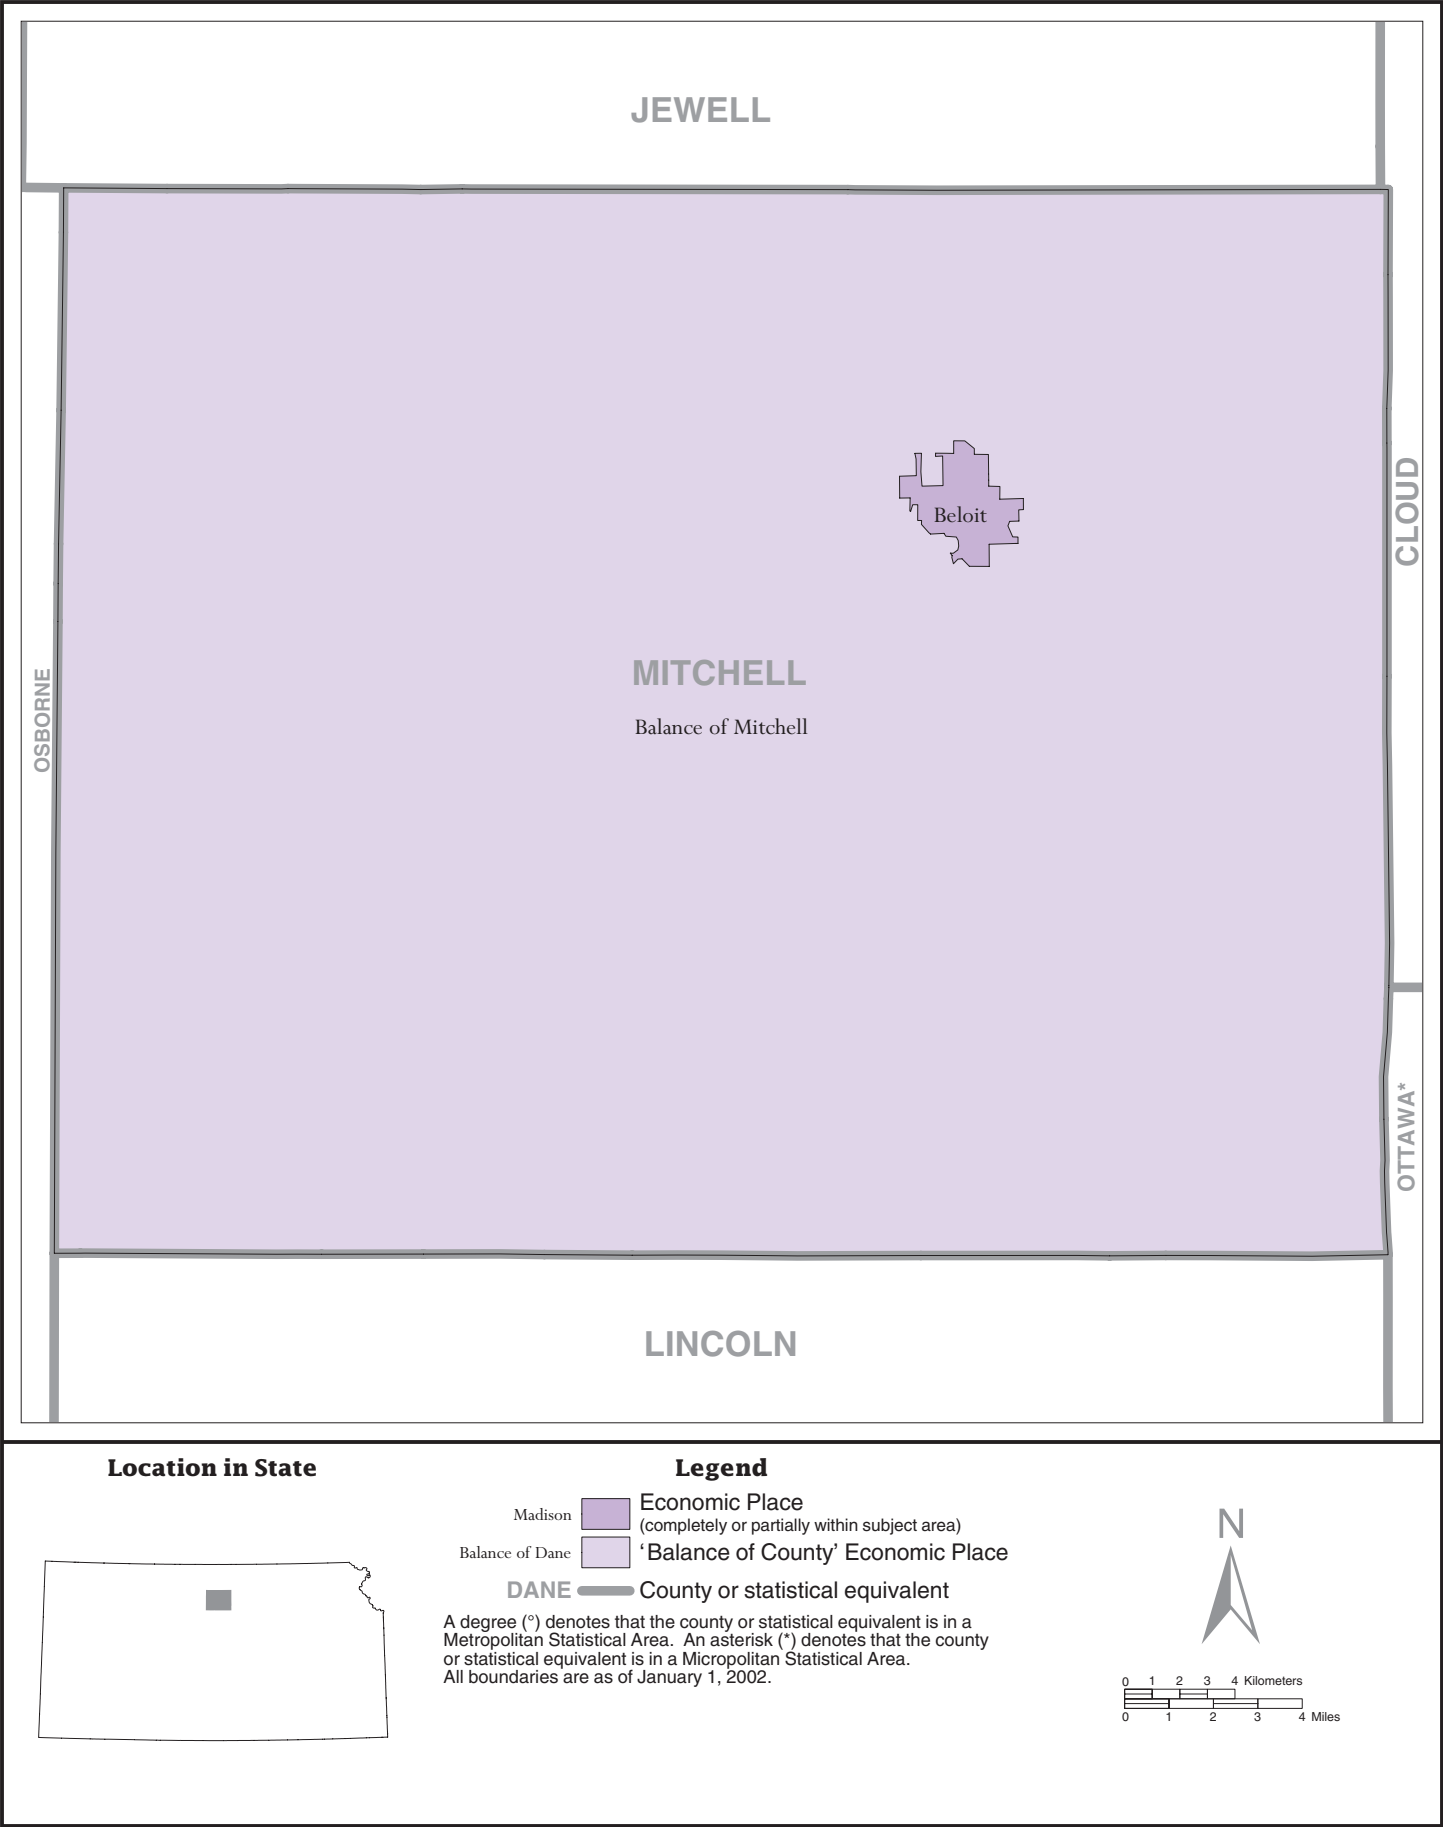 JEWELL
CLOUD
Beloit
MITCHELL
Balance of Mitchell
OSBORNE
OTTAWA*
LINCOLN
Location in State
Legend
Madison
Economic Place
(completely or partially within subject area)
Balance of Dane
‘Balance of County’ Economic Place
DANE
County or statistical equivalent
A degree (°) denotes that the county or statistical equivalent is in a
Metropolitan Statistical Area. An asterisk (*) denotes that the county
or statistical equivalent is in a Micropolitan Statistical Area.
All boundaries are as of January 1, 2002.
N
0 1 2 3 4 Kilometers
0 1 2 3 4 Miles